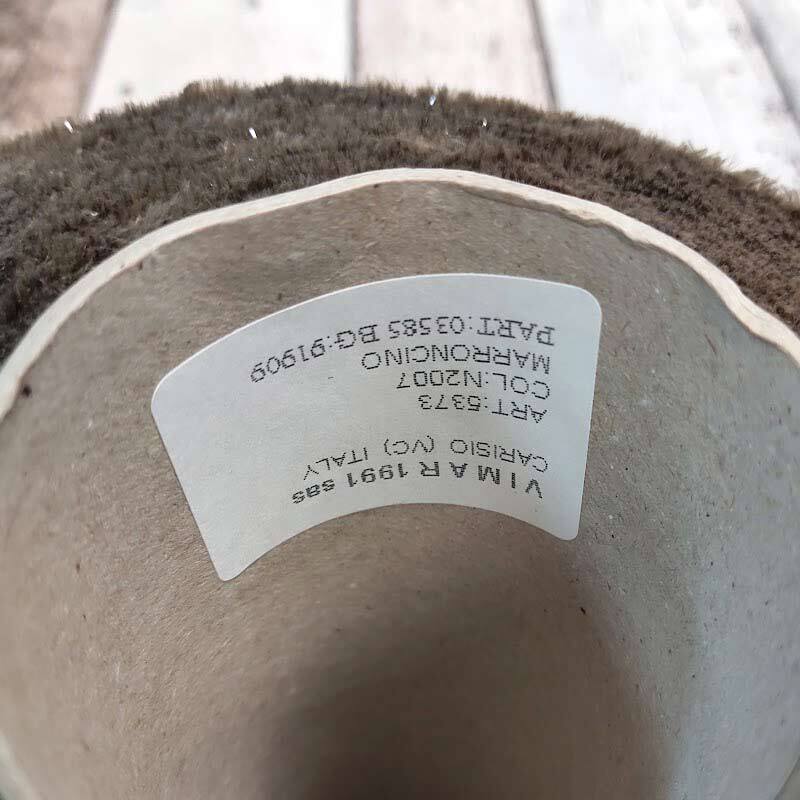 VIMAR 1991 sas
CARISIO (VC) ITALY
ART:5373
COL:N2007
MARRONCINO
PART:03585 BG:91909